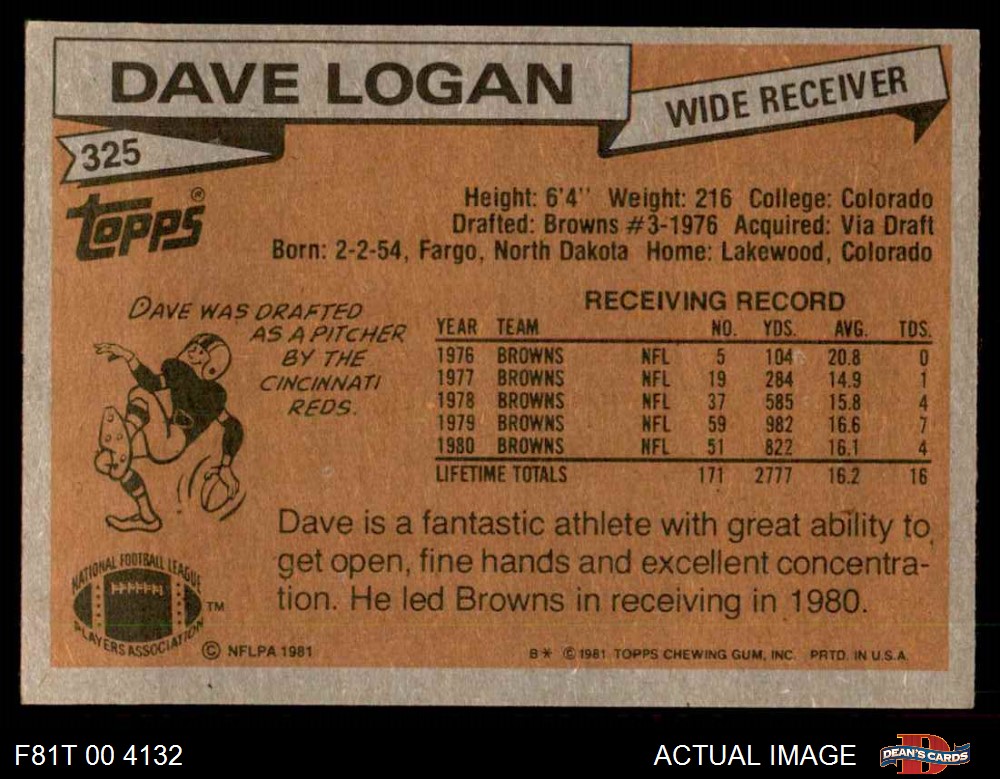 DAVE LOGAN
WIDE RECEIVER
325
TOPPS®
Height: 6'4'' Weight: 216 College: Colorado
Drafted: Browns #3-1976 Acquired: Via Draft
Born: 2-2-54, Fargo, North Dakota Home: Lakewood, Colorado
DAVE WAS DRAFTED
AS A PITCHER
BY THE
CINCINNATI
REDS.
RECEIVING RECORD
YEAR TEAM NO. YDS. AVG. TDS.
1976 BROWNS NFL 5 104 20.8 0
1977 BROWNS NFL 19 284 14.9 1
1978 BROWNS NFL 37 585 15.8 4
1979 BROWNS NFL 59 982 16.6 7
1980 BROWNS NFL 51 822 16.1 4
LIFETIME TOTALS 171 2777 16.2 16
Dave is a fantastic athlete with great ability to
get open, fine hands and excellent concentra-
tion. He led Browns in receiving in 1980.
NATIONAL FOOTBALL LEAGUE
PLAYERS ASSOCIATION
TM
© NFLPA 1981
B* © 1981 TOPPS CHEWING GUM, INC. PRTD. IN U.S.A.
F81T 00 4132
ACTUAL IMAGE
DEAN'S CARDS